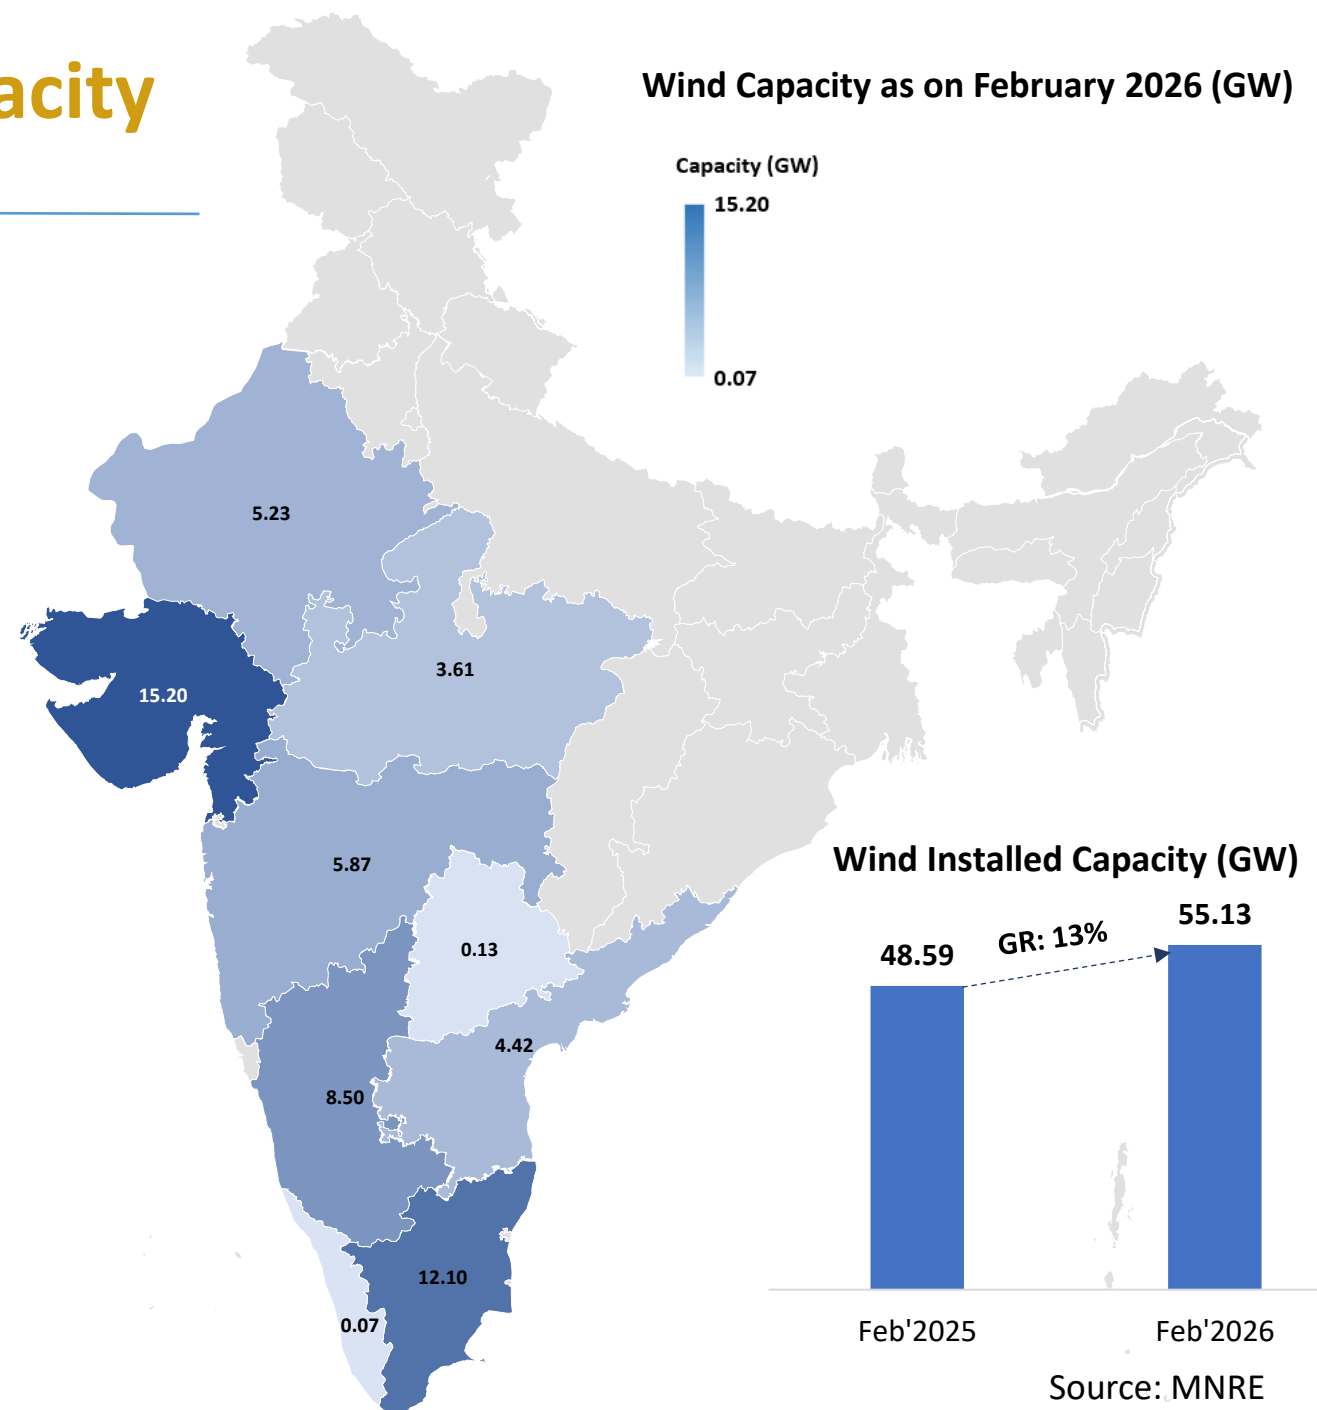 acity
Wind Capacity as on February 2026 (GW)
Capacity (GW)
15.20
0.07
5.23
3.61
15.20
5.87
0.13
4.42
8.50
12.10
0.07
Wind Installed Capacity (GW)
55.13
GR: 13%
48.59
Feb'2025
Feb'2026
Source: MNRE